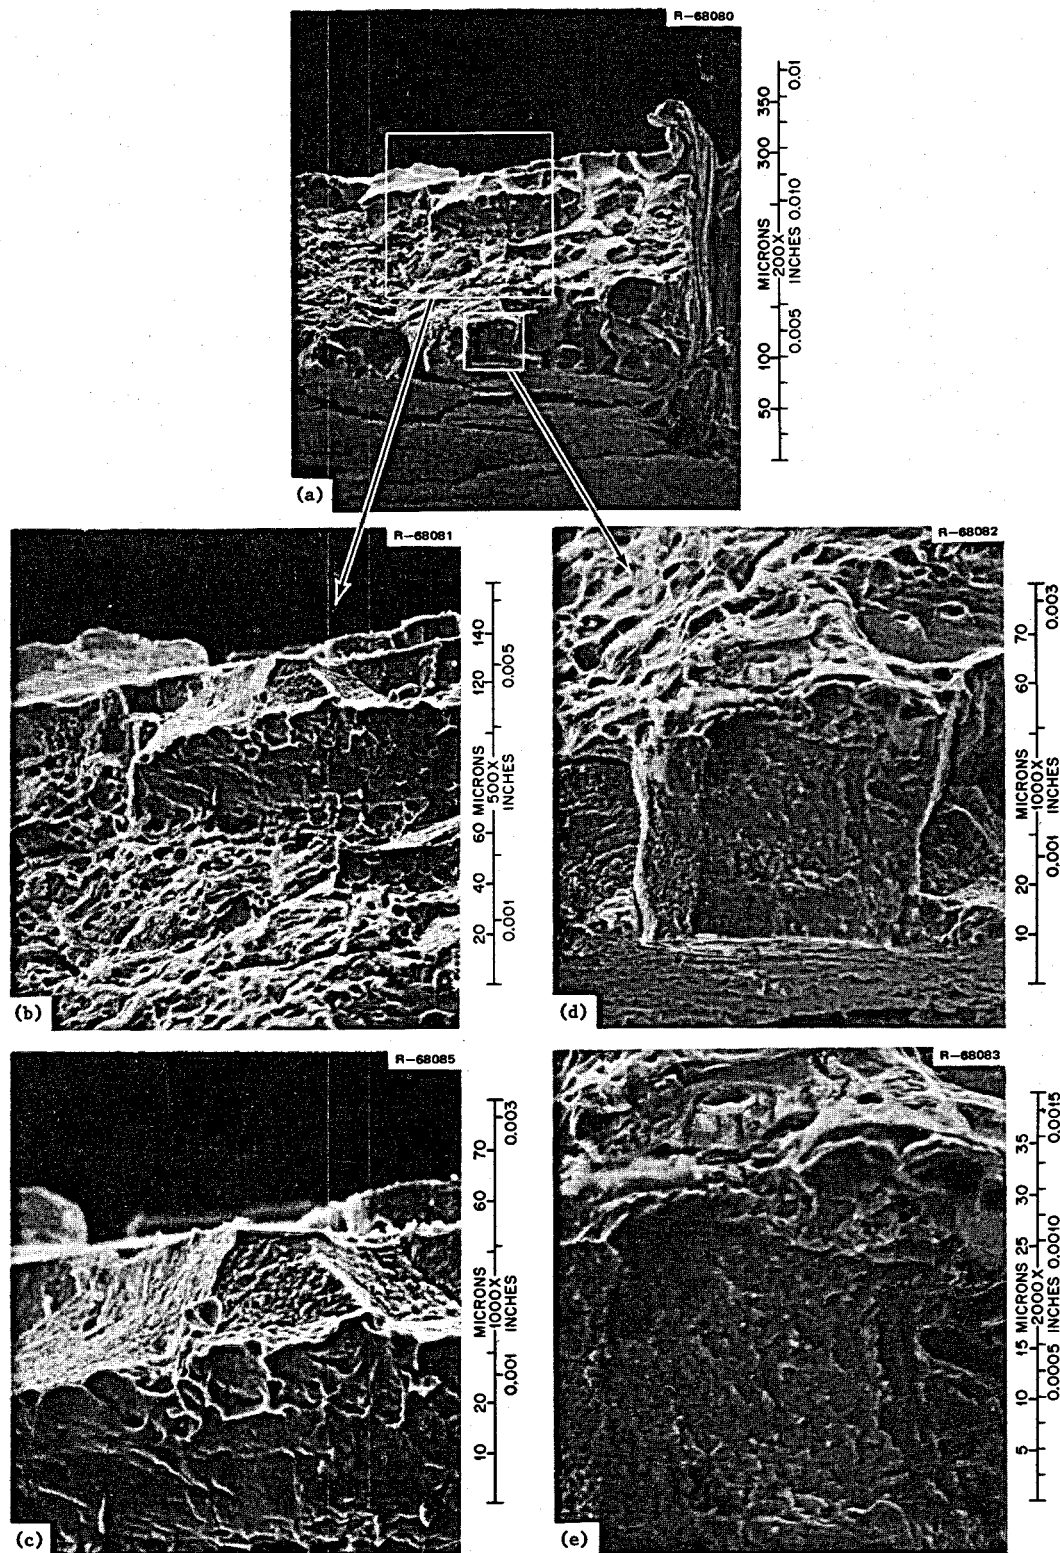 R-68080
350
300
100
50
0.01
0.010
0.005
MICRONS
200X
INCHES
(a)
R-68081
140
120
60
40
20
0.005
0.001
MICRONS
500X
INCHES
(b)
R-68082
70
60
20
10
0.003
0.001
MICRONS
1000X
INCHES
(d)
R-68085
70
60
20
10
0.003
0.001
MICRONS
1000X
INCHES
(c)
R-68083
35
30
25
15
10
5
0.0015
0.0010
0.0005
MICRONS
2000X
INCHES
(e)